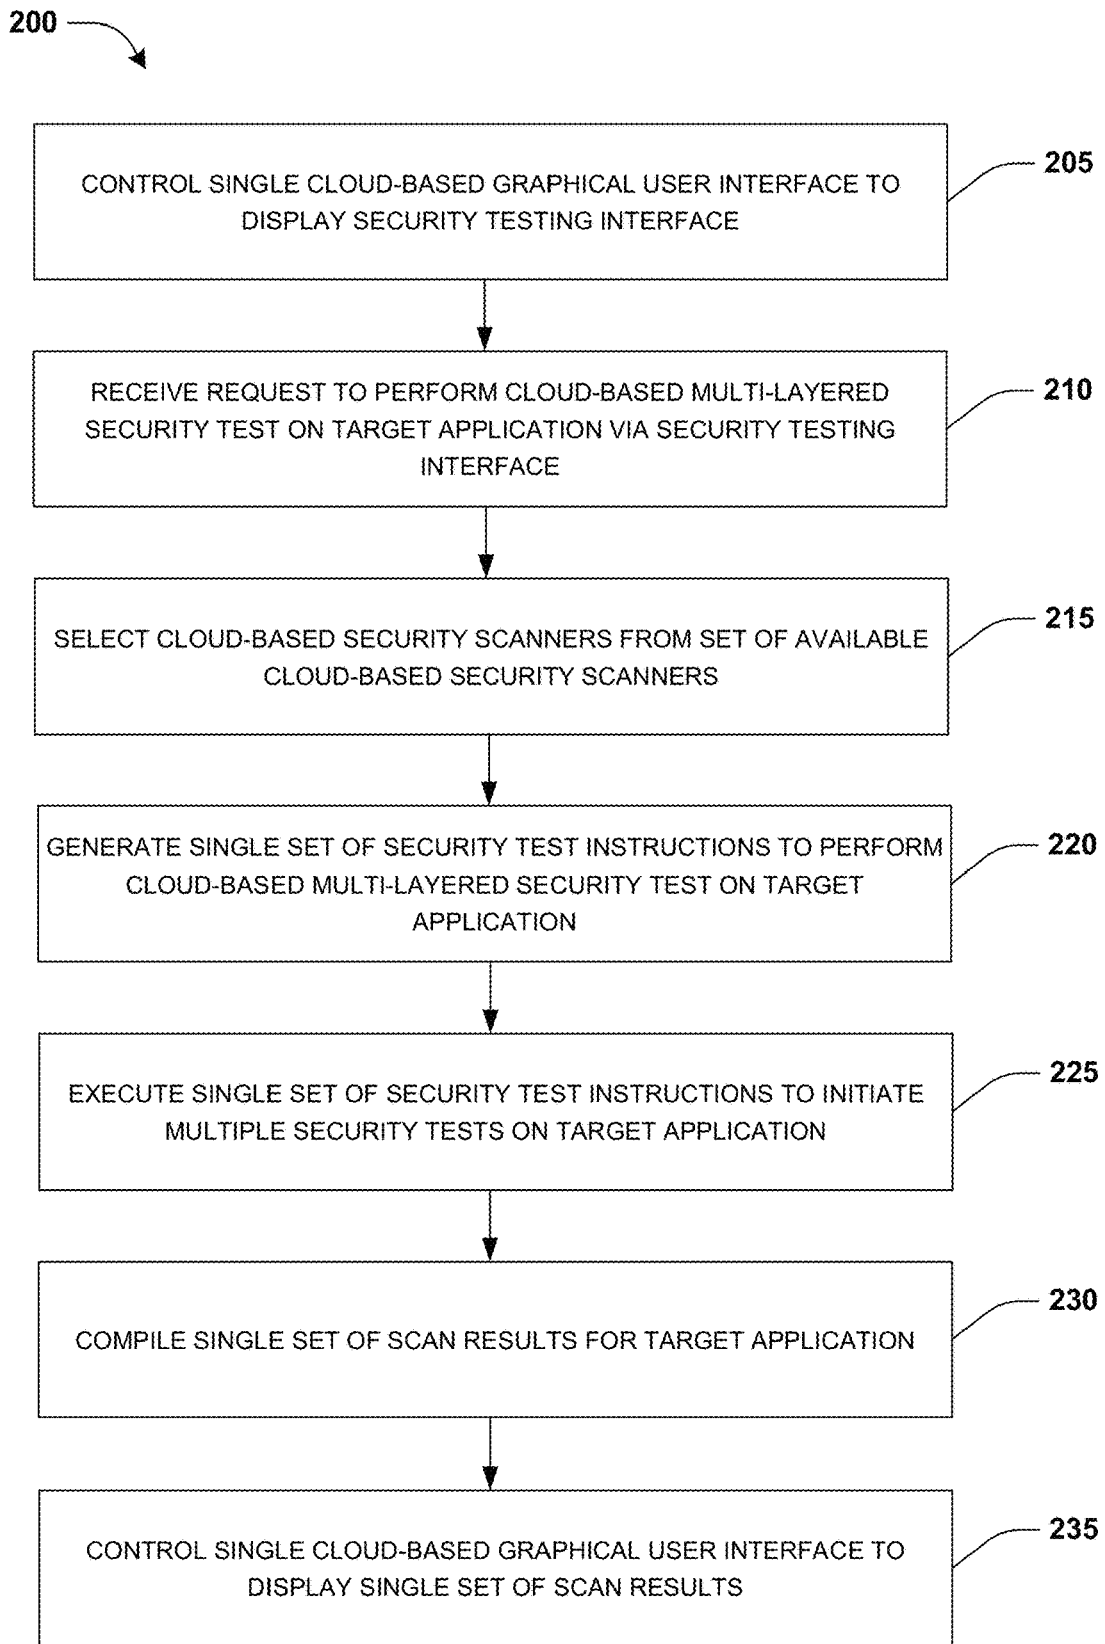 200
CONTROL SINGLE CLOUD-BASED GRAPHICAL USER INTERFACE TO
DISPLAY SECURITY TESTING INTERFACE
205
RECEIVE REQUEST TO PERFORM CLOUD-BASED MULTI-LAYERED
SECURITY TEST ON TARGET APPLICATION VIA SECURITY TESTING
INTERFACE
210
SELECT CLOUD-BASED SECURITY SCANNERS FROM SET OF AVAILABLE
CLOUD-BASED SECURITY SCANNERS
215
GENERATE SINGLE SET OF SECURITY TEST INSTRUCTIONS TO PERFORM
CLOUD-BASED MULTI-LAYERED SECURITY TEST ON TARGET
APPLICATION
220
EXECUTE SINGLE SET OF SECURITY TEST INSTRUCTIONS TO INITIATE
MULTIPLE SECURITY TESTS ON TARGET APPLICATION
225
COMPILE SINGLE SET OF SCAN RESULTS FOR TARGET APPLICATION
230
CONTROL SINGLE CLOUD-BASED GRAPHICAL USER INTERFACE TO
DISPLAY SINGLE SET OF SCAN RESULTS
235